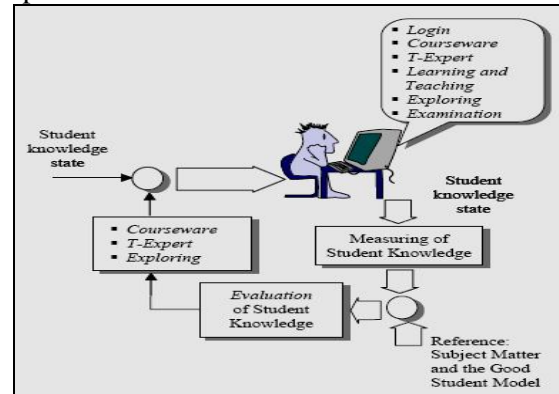 ▪ Login
▪ Courseware
▪ T-Expert
▪ Learning and
Teaching
▪ Exploring
▪ Examination
Student
knowledge
state
Student
knowledge
state
▪ Courseware
▪ T-Expert
▪ Exploring
Measuring of
Student Knowledge
Evaluation
of Student
Knowledge
Reference:
Subject Matter
and the Good
Student Model